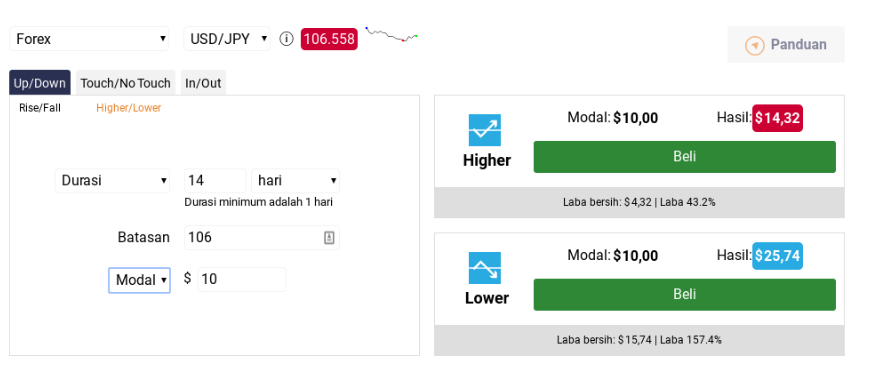 Forex USD/JPY 106.558
Panduan
Up/Down Touch/No Touch In/Out
Rise/Fall Higher/Lower
Durasi 14 hari
Durasi minimum adalah 1 hari
Batasan 106
Modal $ 10
Higher
Modal: $10,00 Hasil: $14,32
Beli
Laba bersih: $4,32 | Laba 43.2%
Lower
Modal: $10,00 Hasil: $25,74
Beli
Laba bersih: $15,74 | Laba 157.4%